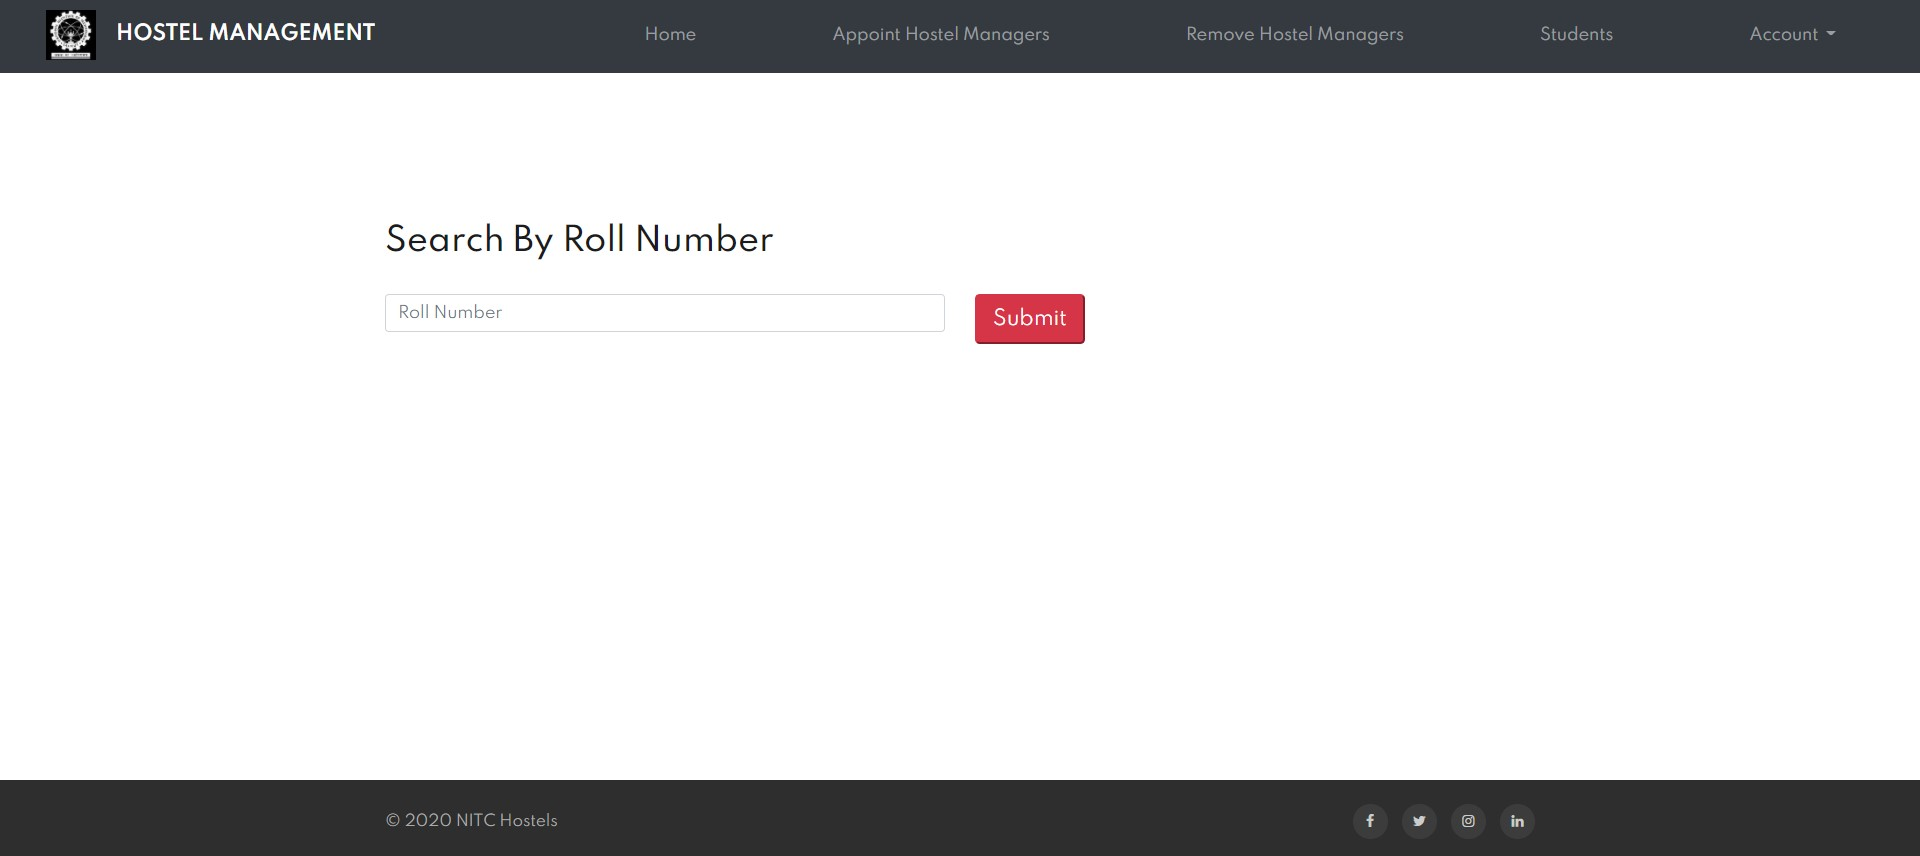 HOSTEL MANAGEMENT
Home
Appoint Hostel Managers
Remove Hostel Managers
Students
Account
Search By Roll Number
Roll Number
Submit
© 2020 NITC Hostels